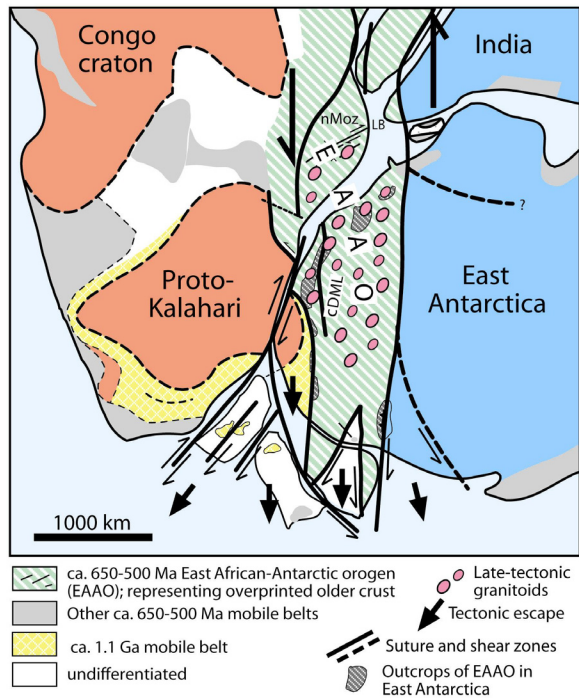 Congo
craton
India
nMoz
LB
E
A
A
O
?
Proto-
Kalahari
cDML
East
Antarctica
1000 km
ca. 650-500 Ma East African-Antarctic orogen
(EAAO); representing overprinted older crust
Other ca. 650-500 Ma mobile belts
ca. 1.1 Ga mobile belt
undifferentiated
Late-tectonic
granitoids
Tectonic escape
Suture and shear zones
Outcrops of EAAO in
East Antarctica